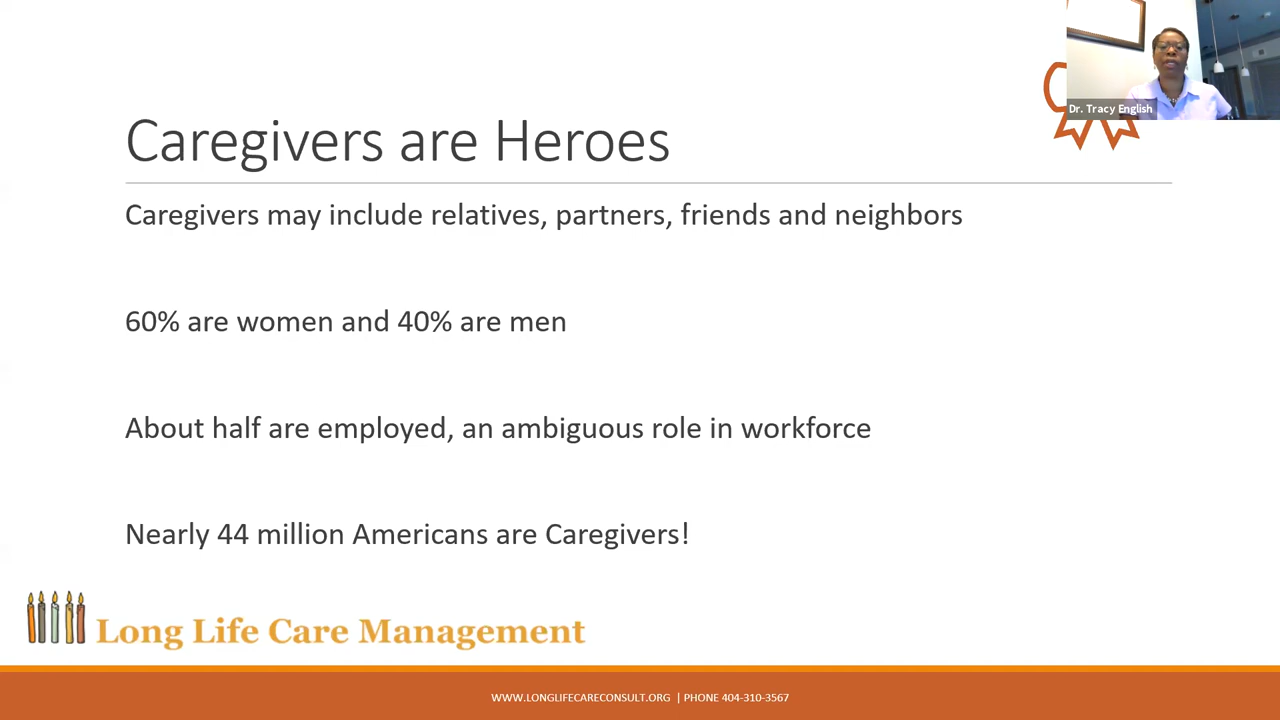 Dr. Tracy English
Caregivers are Heroes
Caregivers may include relatives, partners, friends and neighbors
60% are women and 40% are men
About half are employed, an ambiguous role in workforce
Nearly 44 million Americans are Caregivers!
Long Life Care Management
WWW.LONGLIFECARECONSULT.ORG | PHONE 404-310-3567